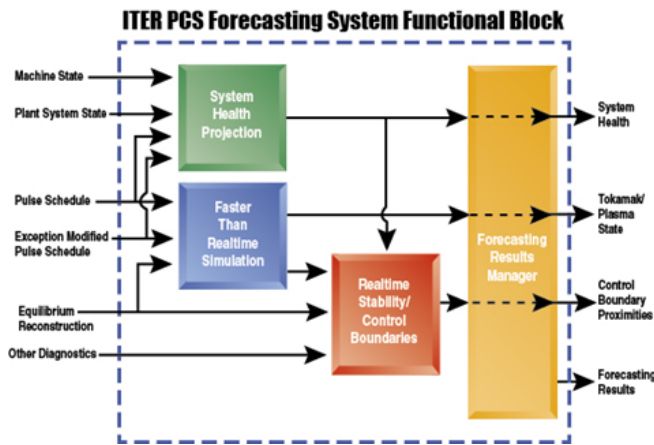 ITER PCS Forecasting System Functional Block
Machine State
Plant System State
Pulse Schedule
Exception Modified
Pulse Schedule
Equilibrium
Reconstruction
Other Diagnostics
System
Health
Projection
Faster
Than
Realtime
Simulation
Realtime
Stability/
Control
Boundaries
Forecasting
Results
Manager
System
Health
Tokamak/
Plasma
State
Control
Boundary
Proximities
Forecasting
Results